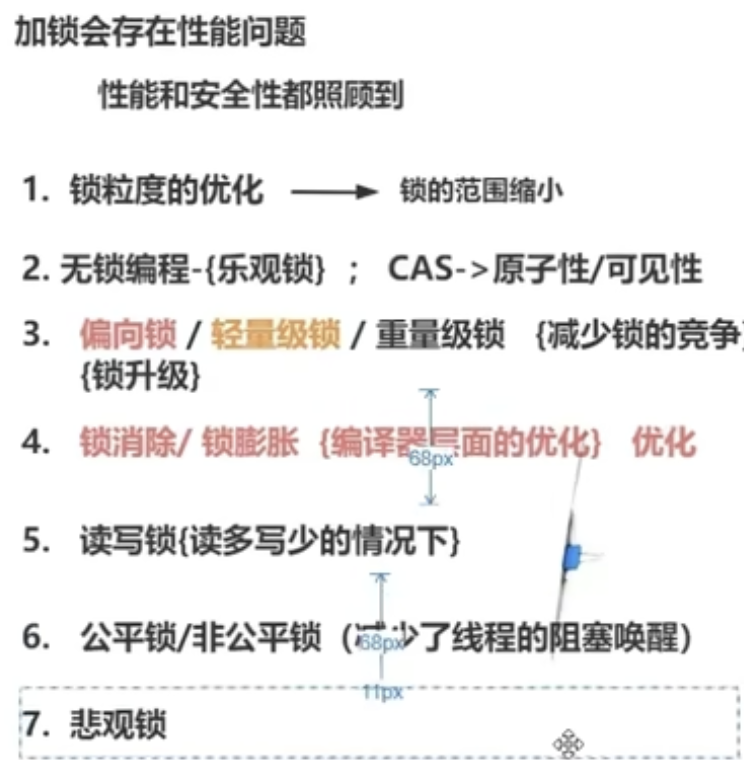 加锁会存在性能问题
性能和安全性都照顾到
1. 锁粒度的优化 锁的范围缩小
2. 无锁编程-{乐观锁} ； CAS->原子性/可见性
3. 偏向锁 / 轻量级锁 / 重量级锁 {减少锁的竞争}
{锁升级}
4. 锁消除/ 锁膨胀 {编译器层面的优化} 优化
68px
5. 读写锁{读多写少的情况下}
6. 公平锁/非公平锁（减少了线程的阻塞唤醒）
68px
11px
7. 悲观锁